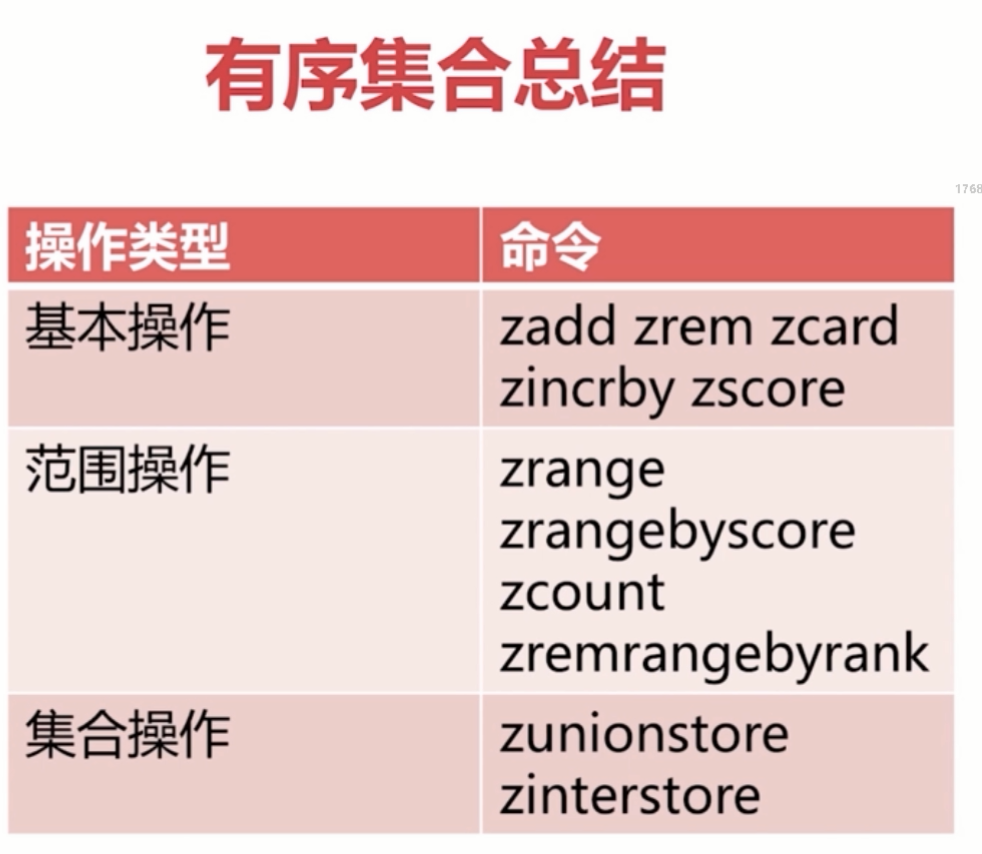 有序集合总结
1768
操作类型 命令
基本操作 zadd zrem zcard
zincrby zscore
范围操作 zrange
zrangebyscore
zcount
zremrangebyrank
集合操作 zunionstore
zinterstore